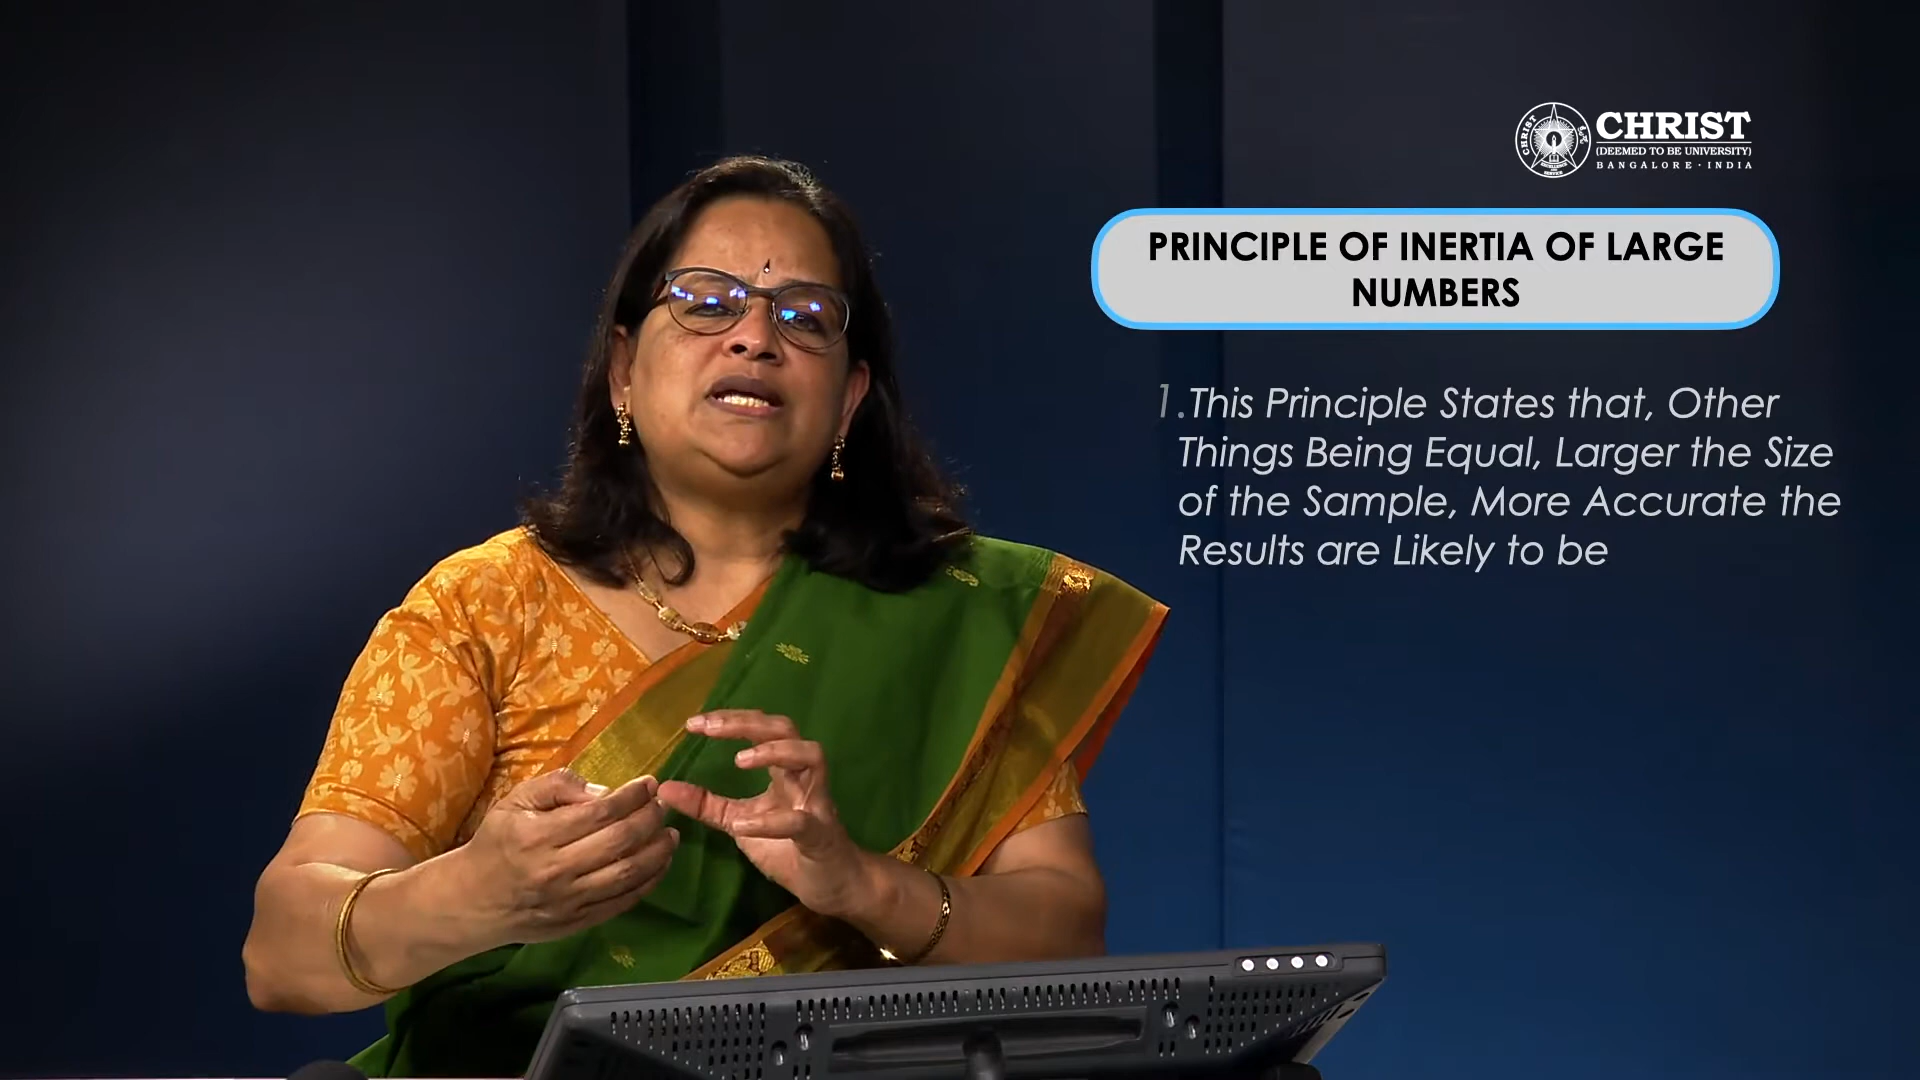 CHRIST
(DEEMED TO BE UNIVERSITY)
BANGALORE · INDIA
PRINCIPLE OF INERTIA OF LARGE
NUMBERS
1.This Principle States that, Other
Things Being Equal, Larger the Size
of the Sample, More Accurate the
Results are Likely to be